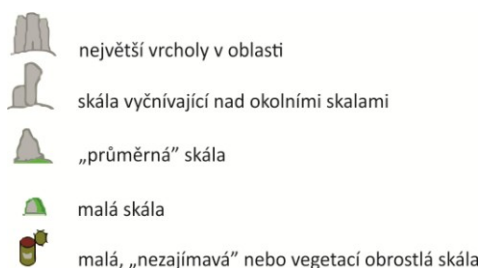 největší vrcholy v oblasti
skála vyčnívající nad okolními skalami
„průměrná” skála
malá skála
malá, „nezajímavá” nebo vegetací obrostlá skála